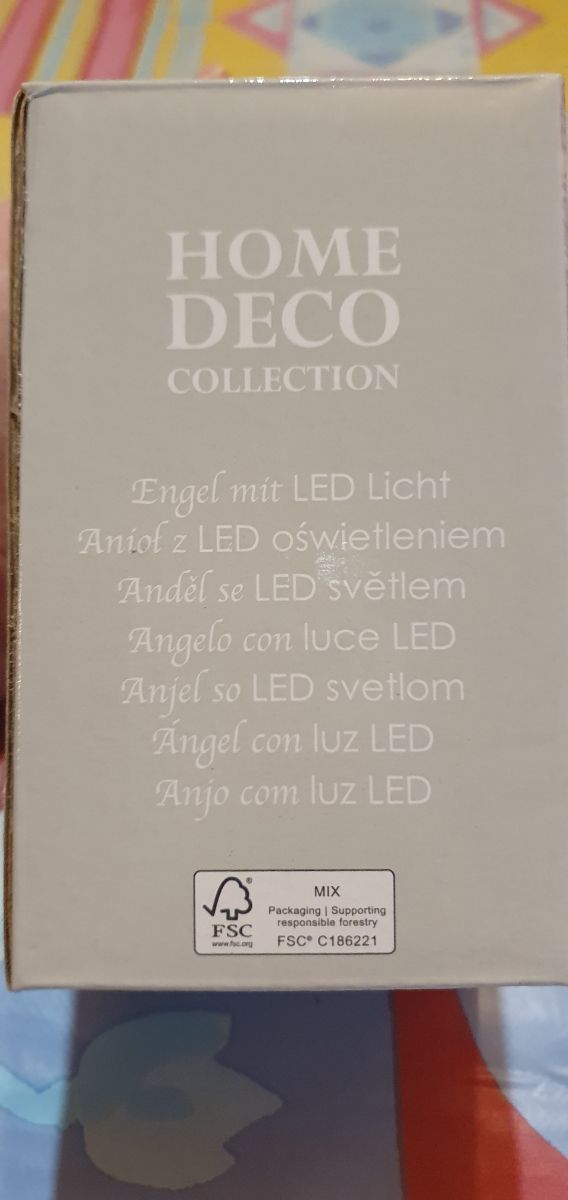 HOME
DECO
COLLECTION
Engel mit LED Licht
Anioł z LED oświetleniem
Anděl se LED světlem
Angelo con luce LED
Anjel so LED svetlom
Ángel con luz LED
Anjo com luz LED
FSC
www.fsc.org
MIX
Packaging | Supporting
responsible forestry
FSC® C186221